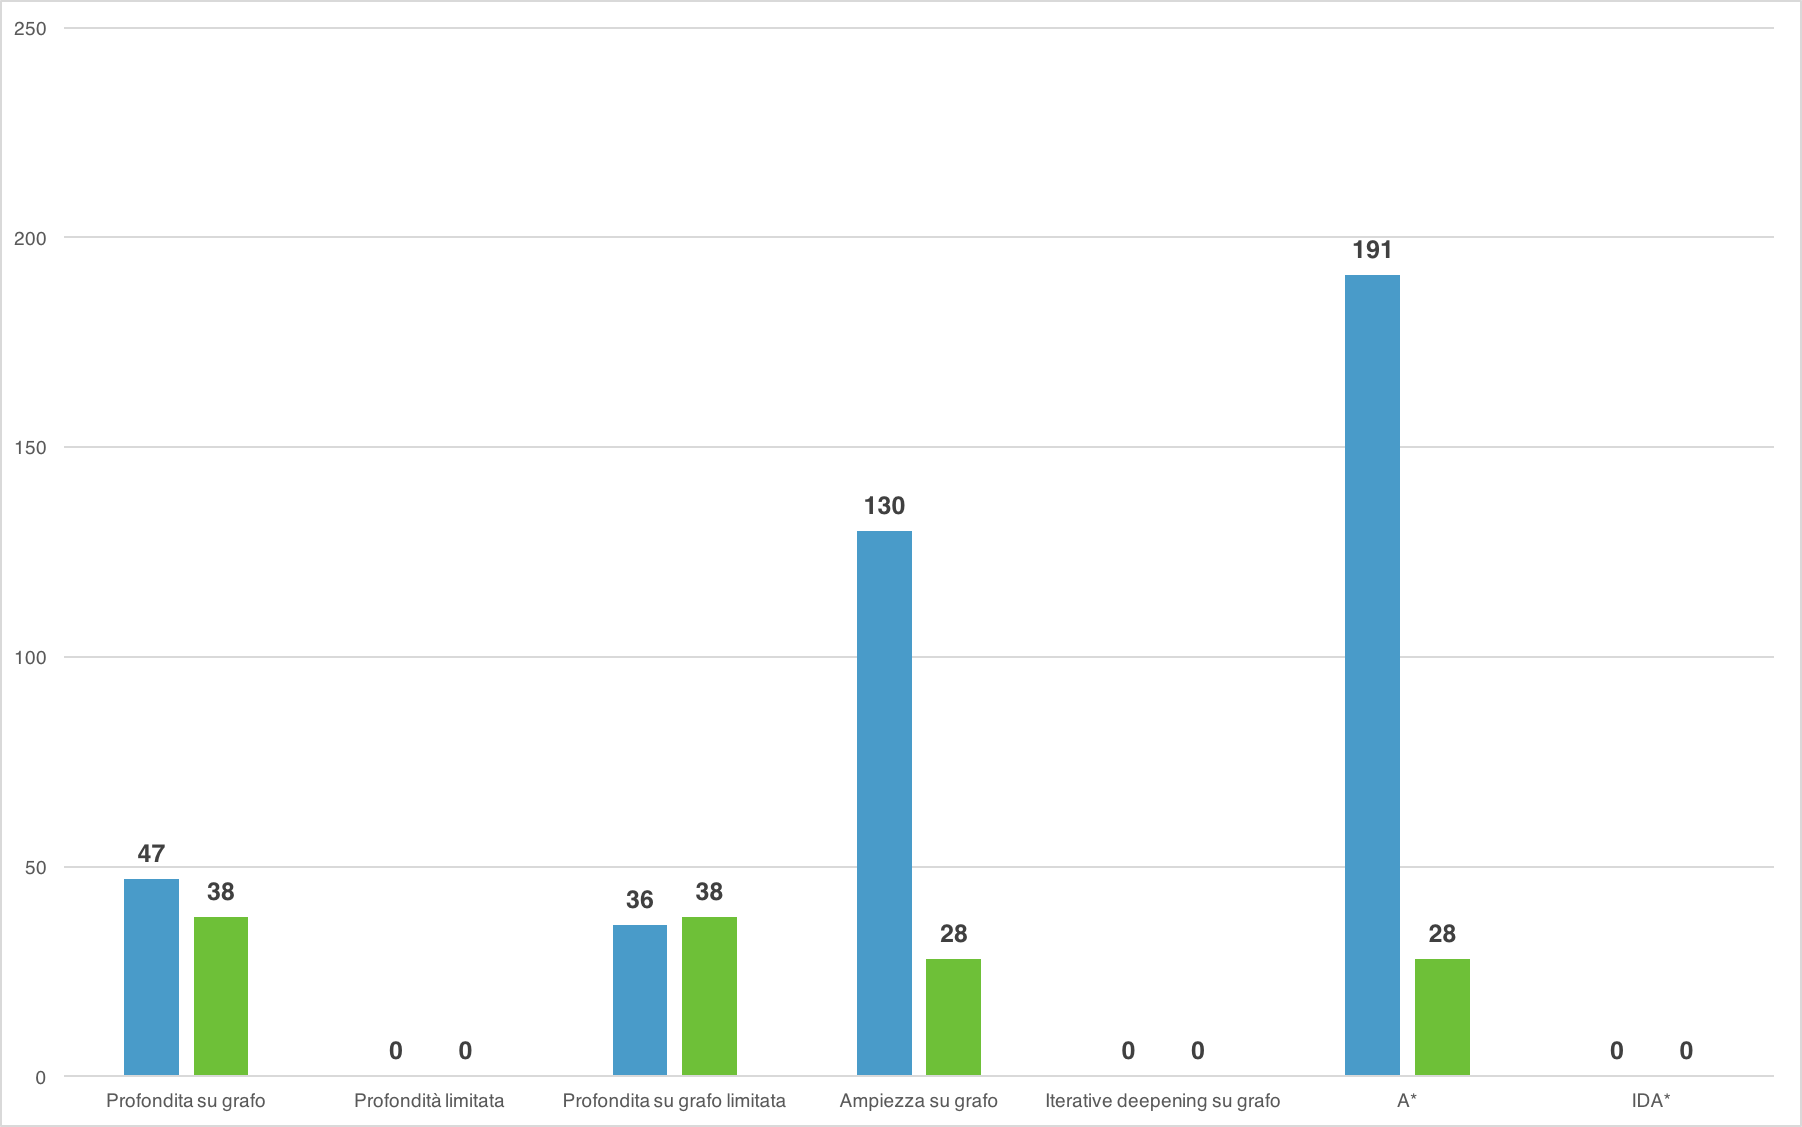 250
200
191
150
130
100
50
47
38
36
38
28
28
0
0
0
0
0
0
0
Profondita su grafo
Profondità limitata
Profondita su grafo limitata
Ampiezza su grafo
Iterative deepening su grafo
A*
IDA*